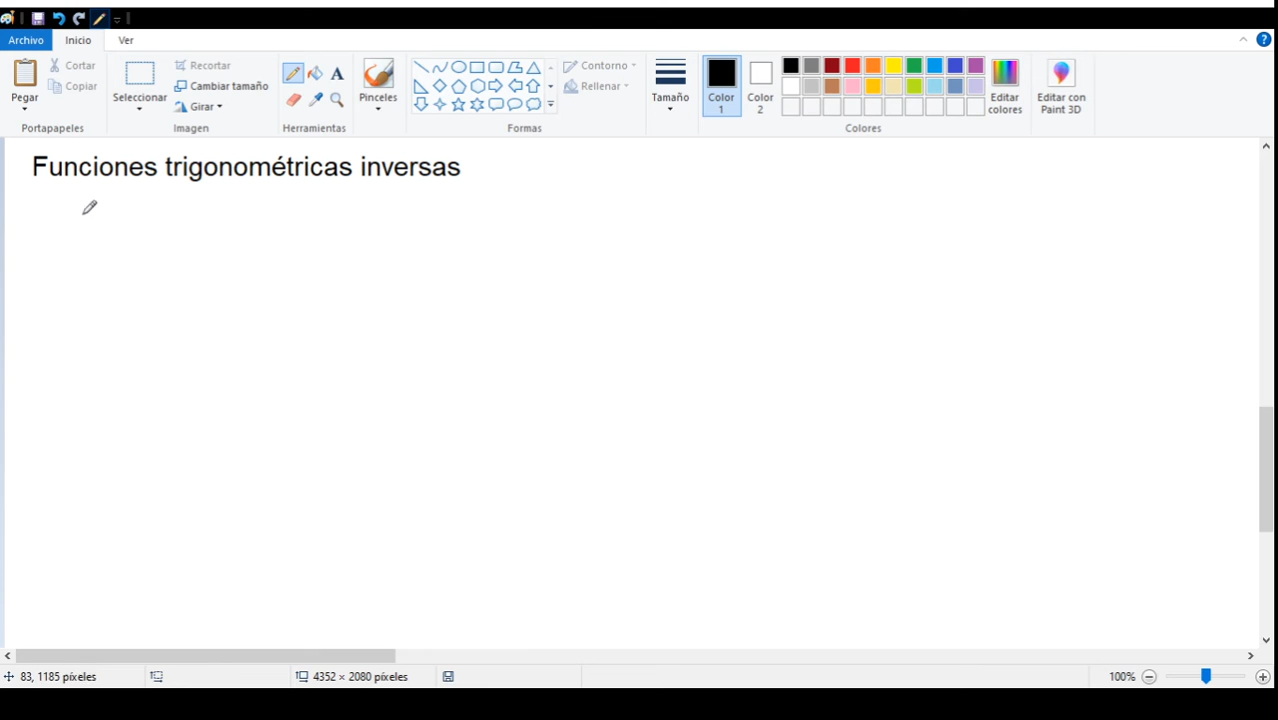 Archivo Inicio Ver
Pegar
Cortar
Copiar
Portapapeles
Seleccionar
Recortar
Cambiar tamaño
Girar
Imagen
A
Herramientas
Pinceles
Contorno
Rellenar
Formas
Tamaño
Color
1
Color
2
Editar
colores
Editar con
Paint 3D
Colores
Funciones trigonométricas inversas
83, 1185 píxeles 4352 × 2080 píxeles 100%